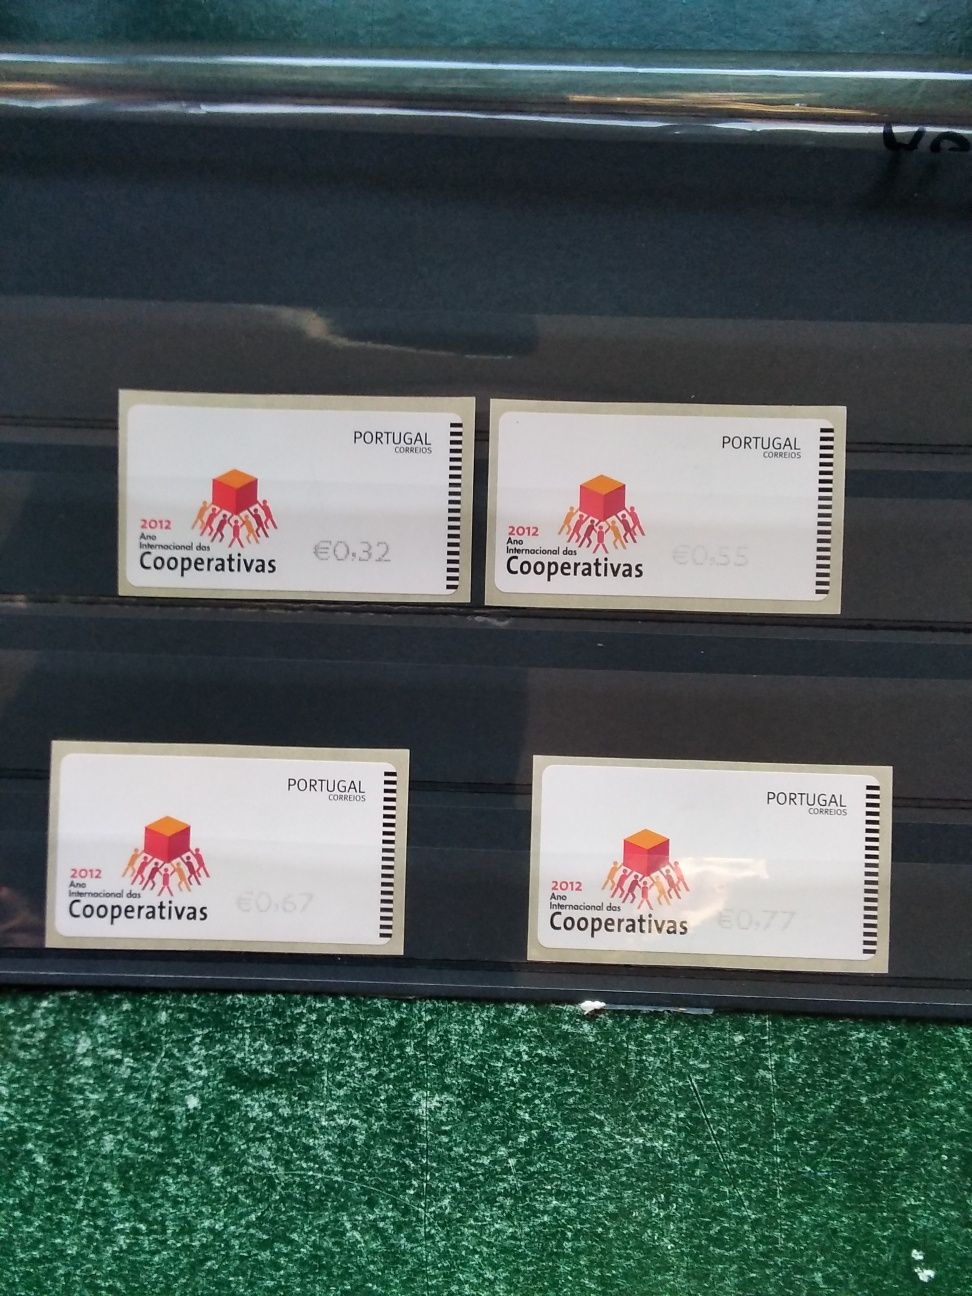 PORTUGAL
CORREIOS
2012
Ano
Internacional das
Cooperativas
€0,32
PORTUGAL
CORREIOS
2012
Ano
Internacional das
Cooperativas
€0,55
PORTUGAL
CORREIOS
2012
Ano
Internacional das
Cooperativas
€0,67
PORTUGAL
CORREIOS
2012
Ano
Internacional das
Cooperativas
€0,77